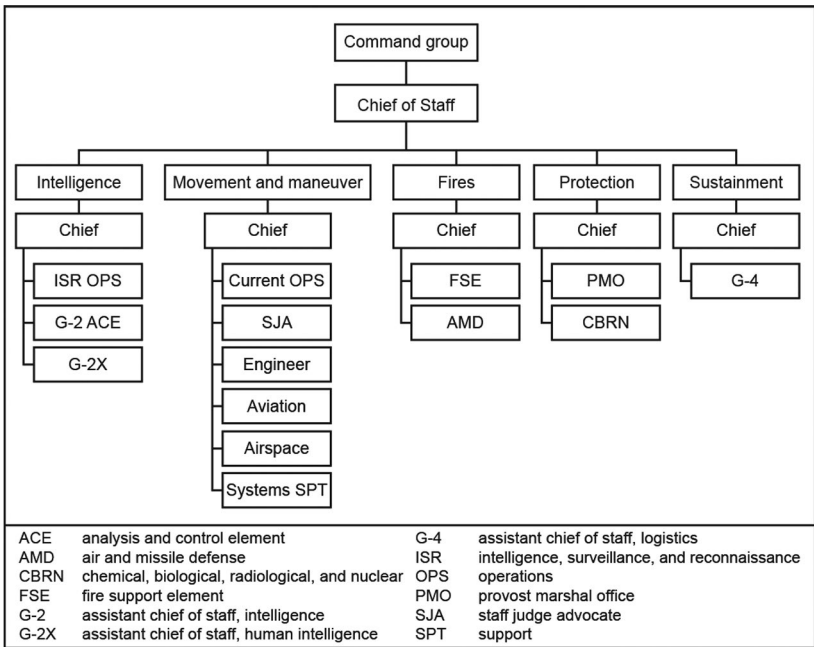 Command group
Chief of Staff
Intelligence
Movement and maneuver
Fires
Protection
Sustainment
Chief
Chief
Chief
Chief
Chief
ISR OPS
Current OPS
FSE
PMO
G-4
G-2 ACE
SJA
AMD
CBRN
G-2X
Engineer
Aviation
Airspace
Systems SPT
ACE analysis and control element
AMD air and missile defense
CBRN chemical, biological, radiological, and nuclear
FSE fire support element
G-2 assistant chief of staff, intelligence
G-2X assistant chief of staff, human intelligence
G-4 assistant chief of staff, logistics
ISR intelligence, surveillance, and reconnaissance
OPS operations
PMO provost marshal office
SJA staff judge advocate
SPT support